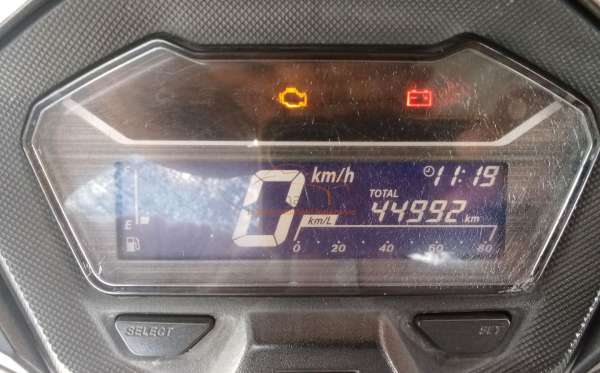 0 km/h
11:19
TOTAL
44992 km
E
km/L
0 20 40 60 80
SELECT
SET